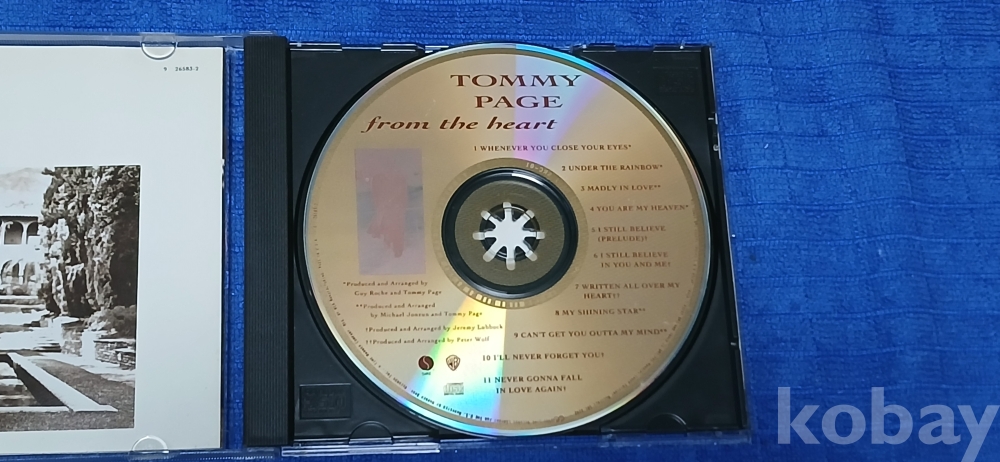 9 26583-2
TOMMY
PAGE
from the heart
1 WHENEVER YOU CLOSE YOUR EYES*
2 UNDER THE RAINBOW*
3 MADLY IN LOVE**
4 YOU ARE MY HEAVEN*
5 I STILL BELIEVE
(PRELUDE)†
6 I STILL BELIEVE
IN YOU AND ME†
7 WRITTEN ALL OVER MY
HEART††
8 MY SHINING STAR**
9 CAN'T GET YOU OUTTA MY MIND**
10 I'LL NEVER FORGET YOU†
11 NEVER GONNA FALL
IN LOVE AGAIN†
*Produced and Arranged by
Guy Roche and Tommy Page
**Produced and Arranged
by Michael Jonzun and Tommy Page
†Produced and Arranged by Jeremy Lubbock
††Produced and Arranged by Peter Wolf
kobay